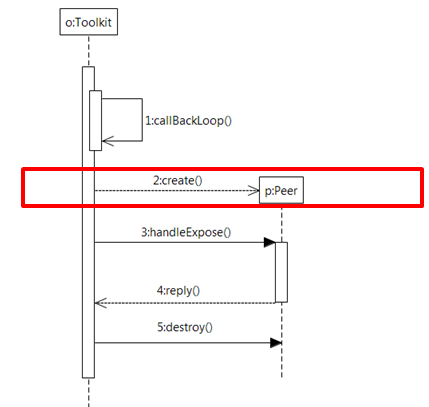 o:Toolkit
1:callBackLoop()
2:create()
p:Peer
3:handleExpose()
4:reply()
5:destroy()